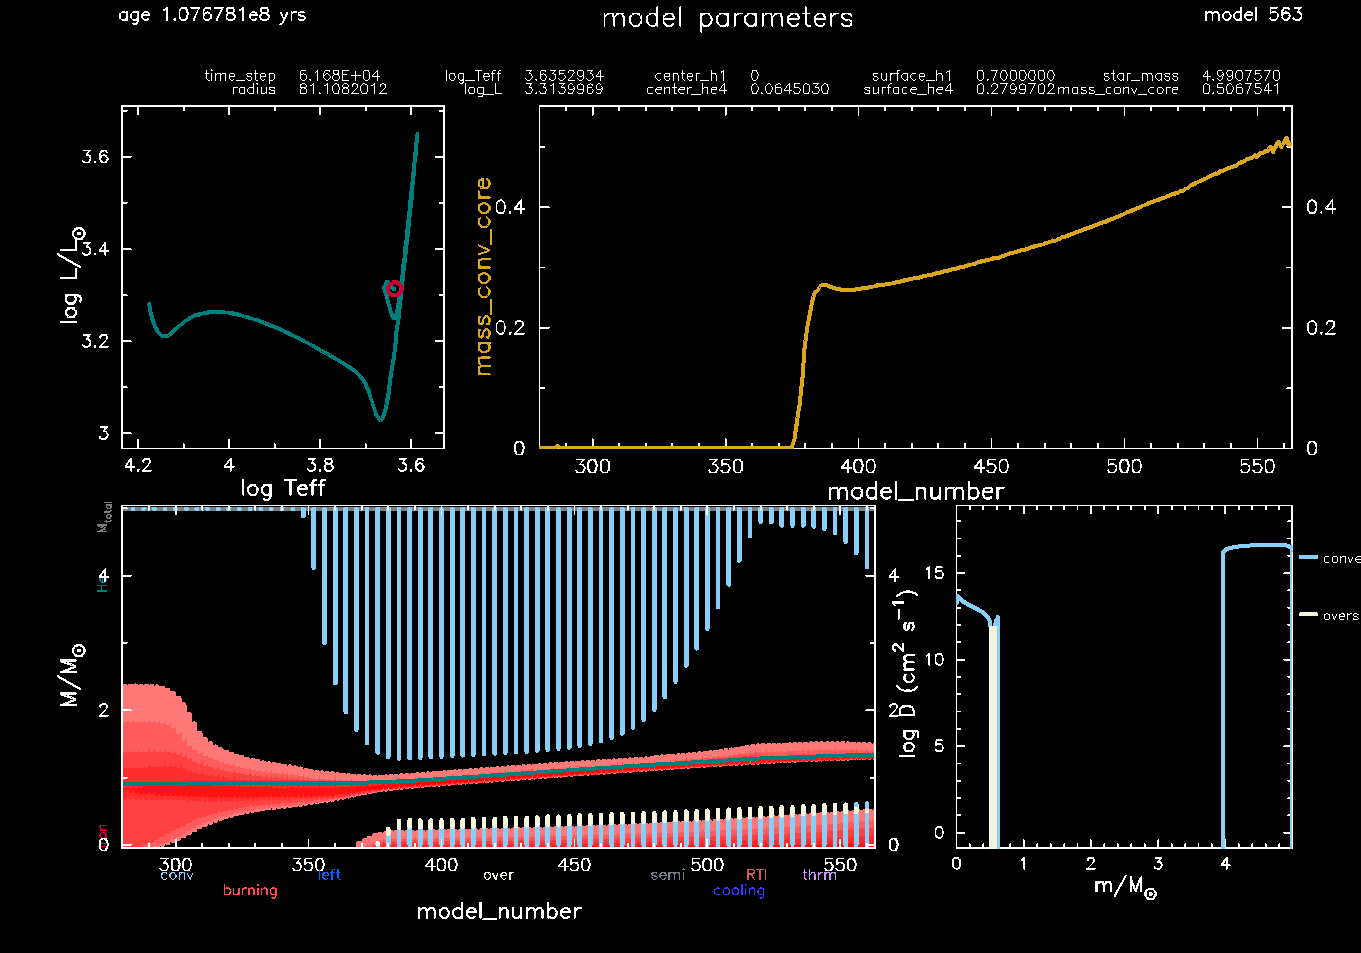 age 1.076781e8 yrs model parameters model 563
time_step 6.168E+04 log_Teff 3.6352934 center_h1 0 surface_h1 0.7000000 star_mass 4.9907570
radius 81.1082012 log_L 3.3139969 center_he4 0.0645030 surface_he4 0.2799702 mass_conv_core 0.5067541
log L/L⊙
3.6
3.4
3.2
3
4.2 4 3.8 3.6
log Teff
mass_conv_core
0.4 0.4
0.2 0.2
0 0
300 350 400 450 500 550
model_number
M/M⊙
Mtotal
He
4 4
2 2
0 0
300 350 400 450 500 550
conv left over semi RTI thrm
burning cooling
model_number
log D (cm² s⁻¹)
15
10
5
0
0 1 2 3 4
m/M⊙
conve
overs